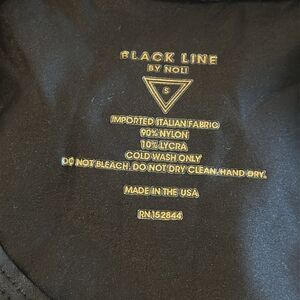 BLACK LINE
BY NOLI
S
IMPORTED ITALIAN FABRIC
90% NYLON
10% LYCRA
COLD WASH ONLY
DO NOT BLEACH. DO NOT DRY CLEAN. HAND DRY.
MADE IN THE USA
RN 152844